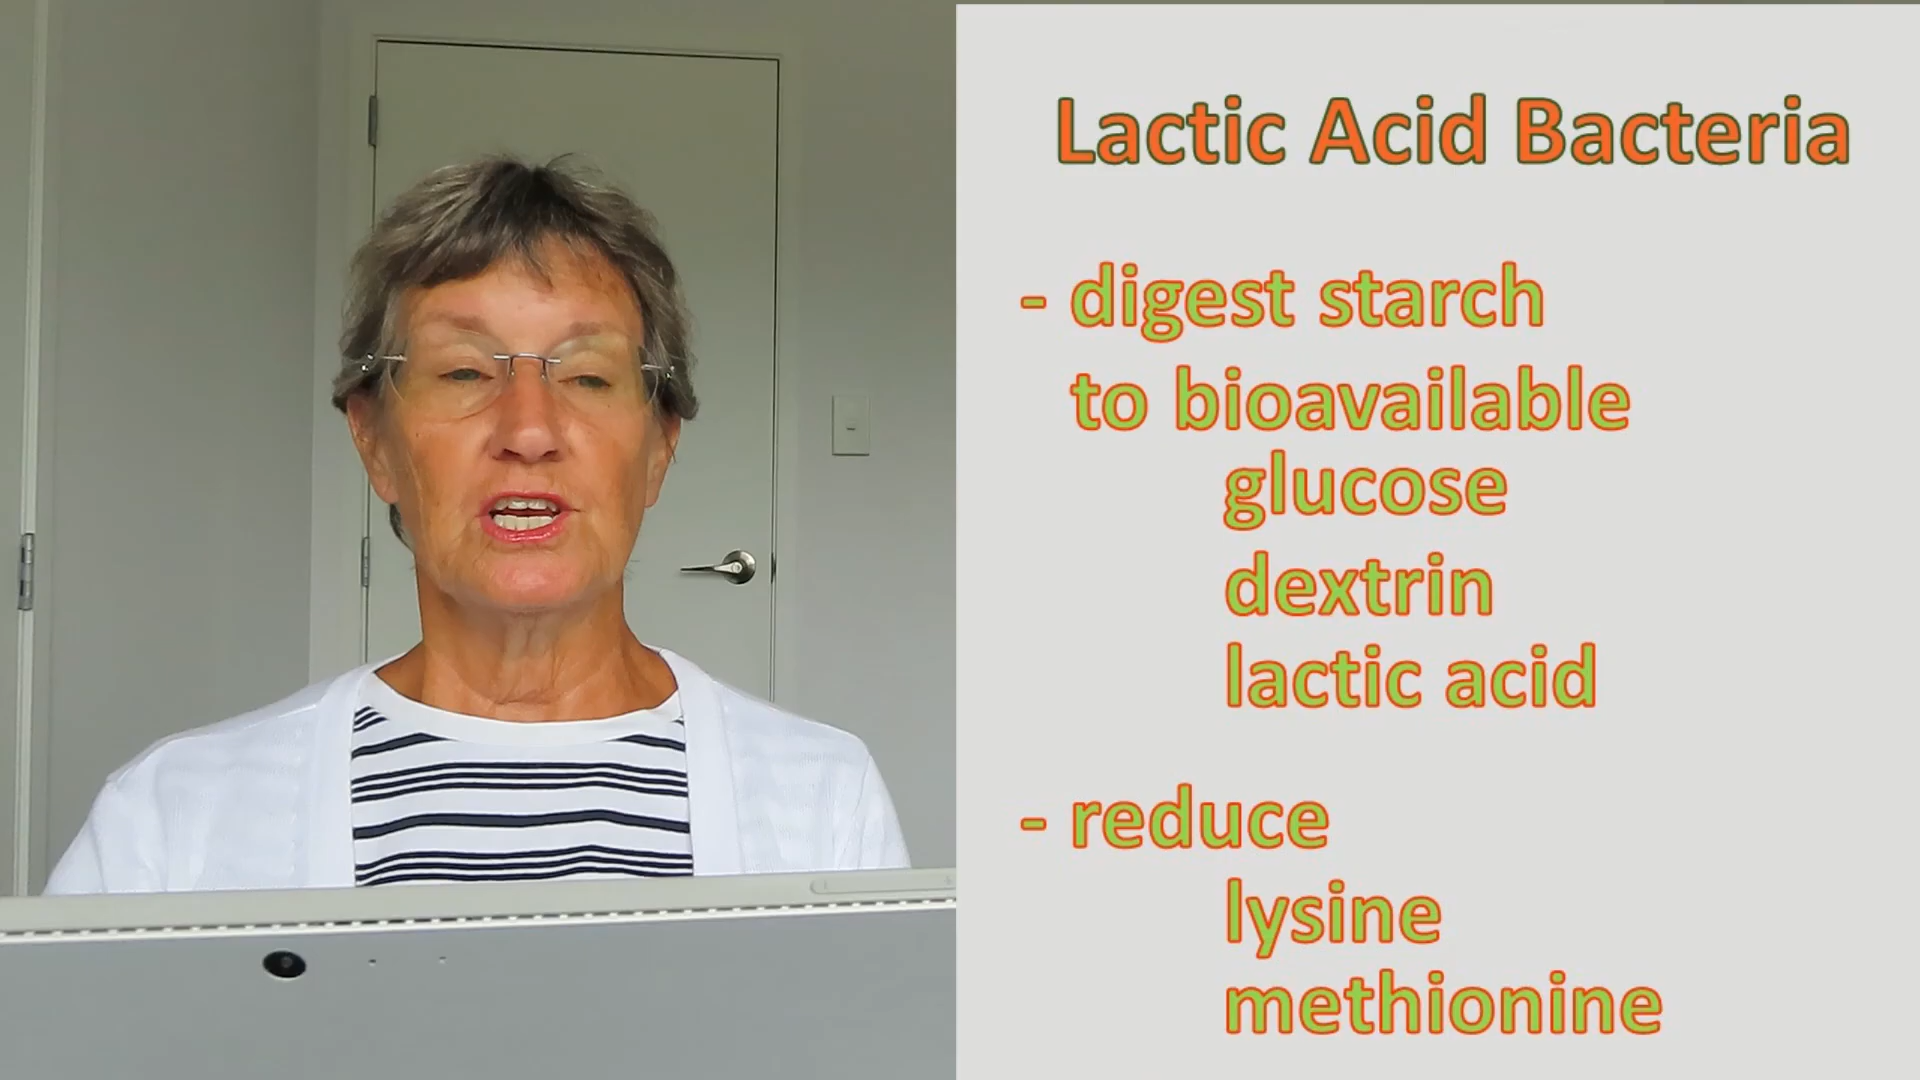 Lactic Acid Bacteria
- digest starch
to bioavailable
glucose
dextrin
lactic acid
- reduce
lysine
methionine